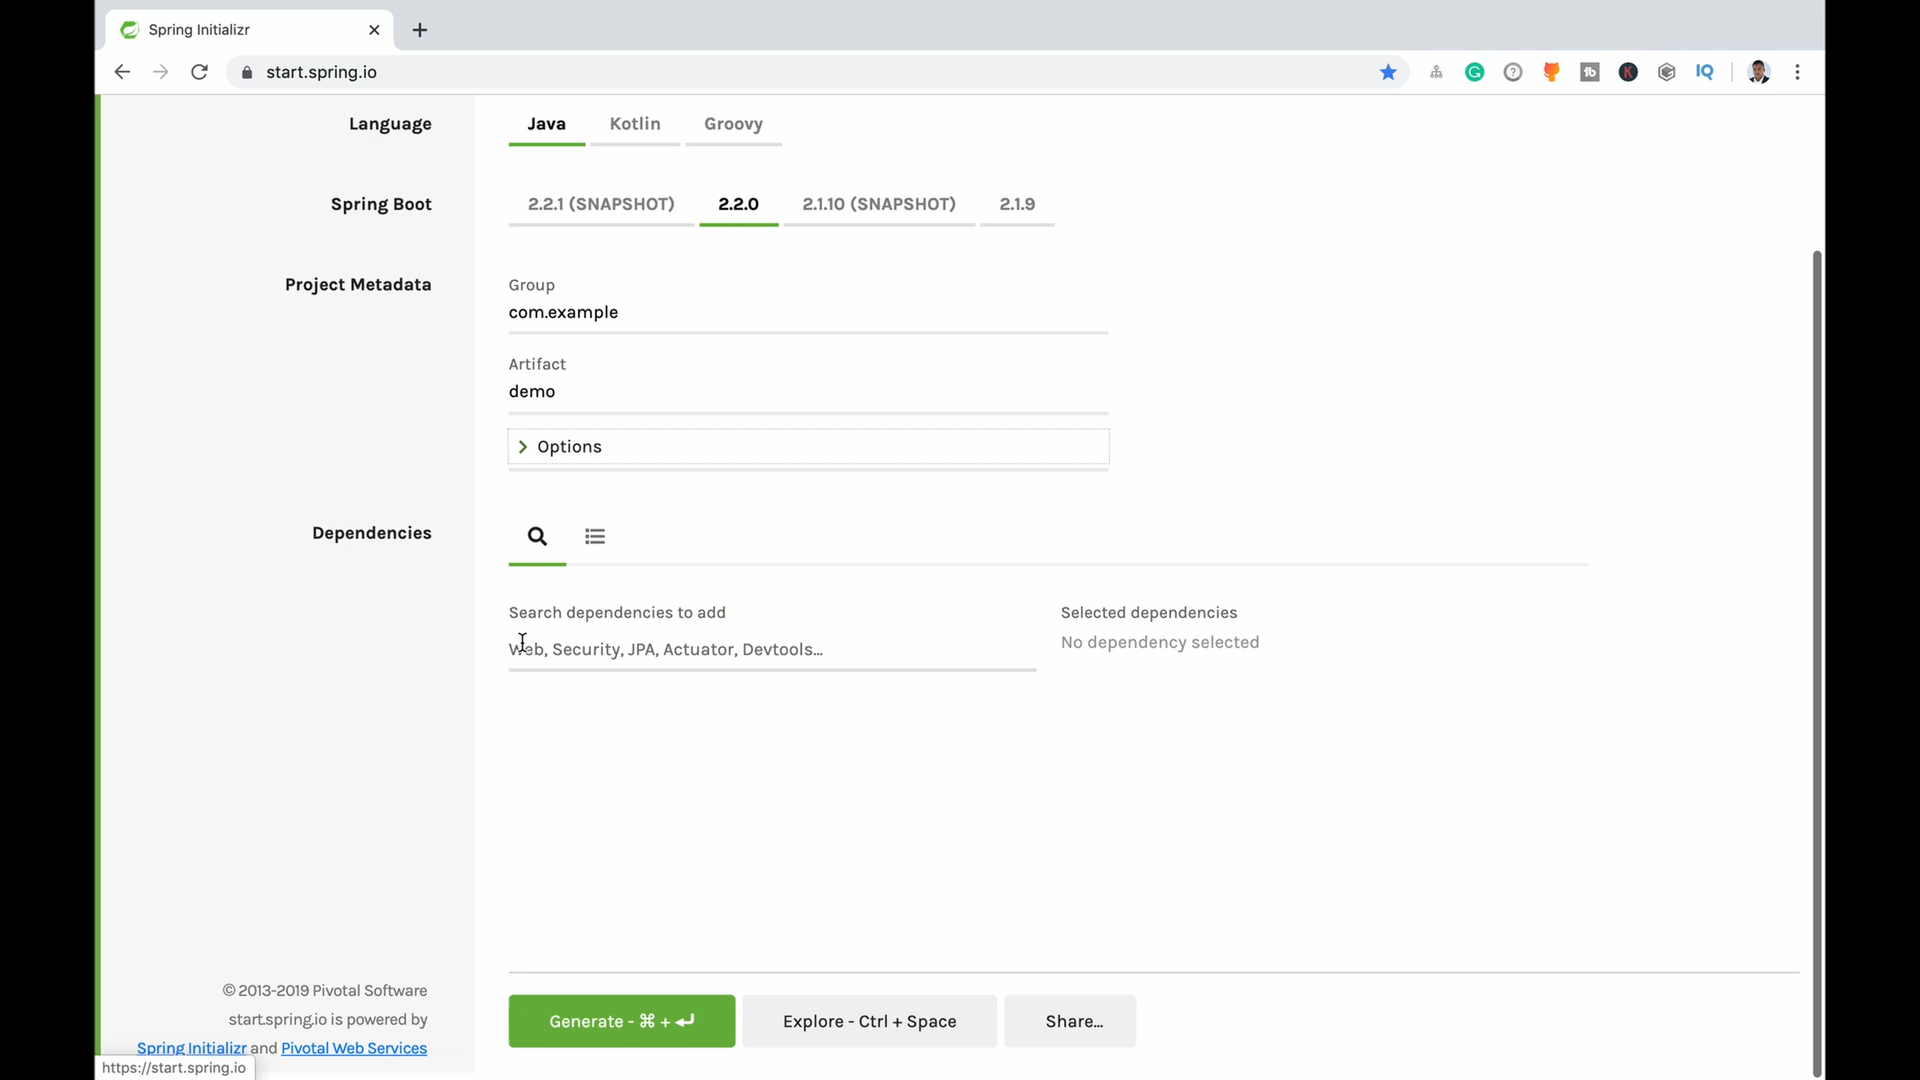 Spring Initializr
start.spring.io
tb K IQ
Language
Java Kotlin Groovy
Spring Boot
2.2.1 (SNAPSHOT) 2.2.0 2.1.10 (SNAPSHOT) 2.1.9
Project Metadata
Group
com.example
Artifact
demo
Options
Dependencies
Search dependencies to add
Web, Security, JPA, Actuator, Devtools...
Selected dependencies
No dependency selected
© 2013-2019 Pivotal Software
start.spring.io is powered by
Spring Initializr and Pivotal Web Services
Generate - ⌘ + ↵
Explore - Ctrl + Space
Share...
https://start.spring.io